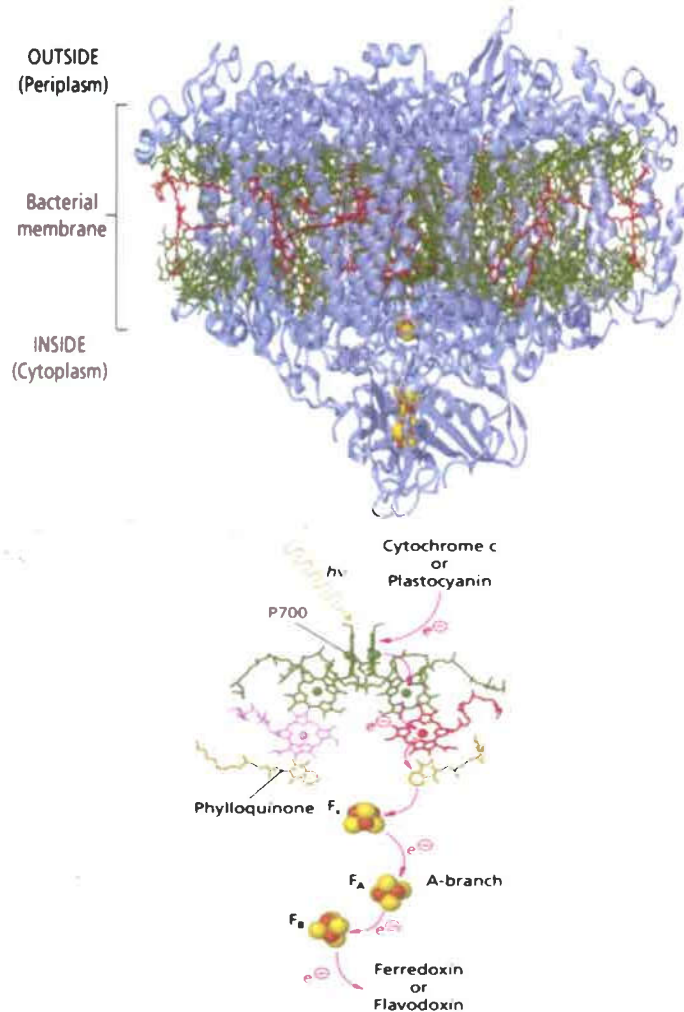 OUTSIDE
(Periplasm)
Bacterial
membrane
INSIDE
(Cytoplasm)
Cytochrome c
or
Plastocyanin
hν
P700
e⊖
e⊖
Phylloquinone
Fx
e⊖
FA
A-branch
FB
e⊖
e⊖
Ferredoxin
or
Flavodoxin